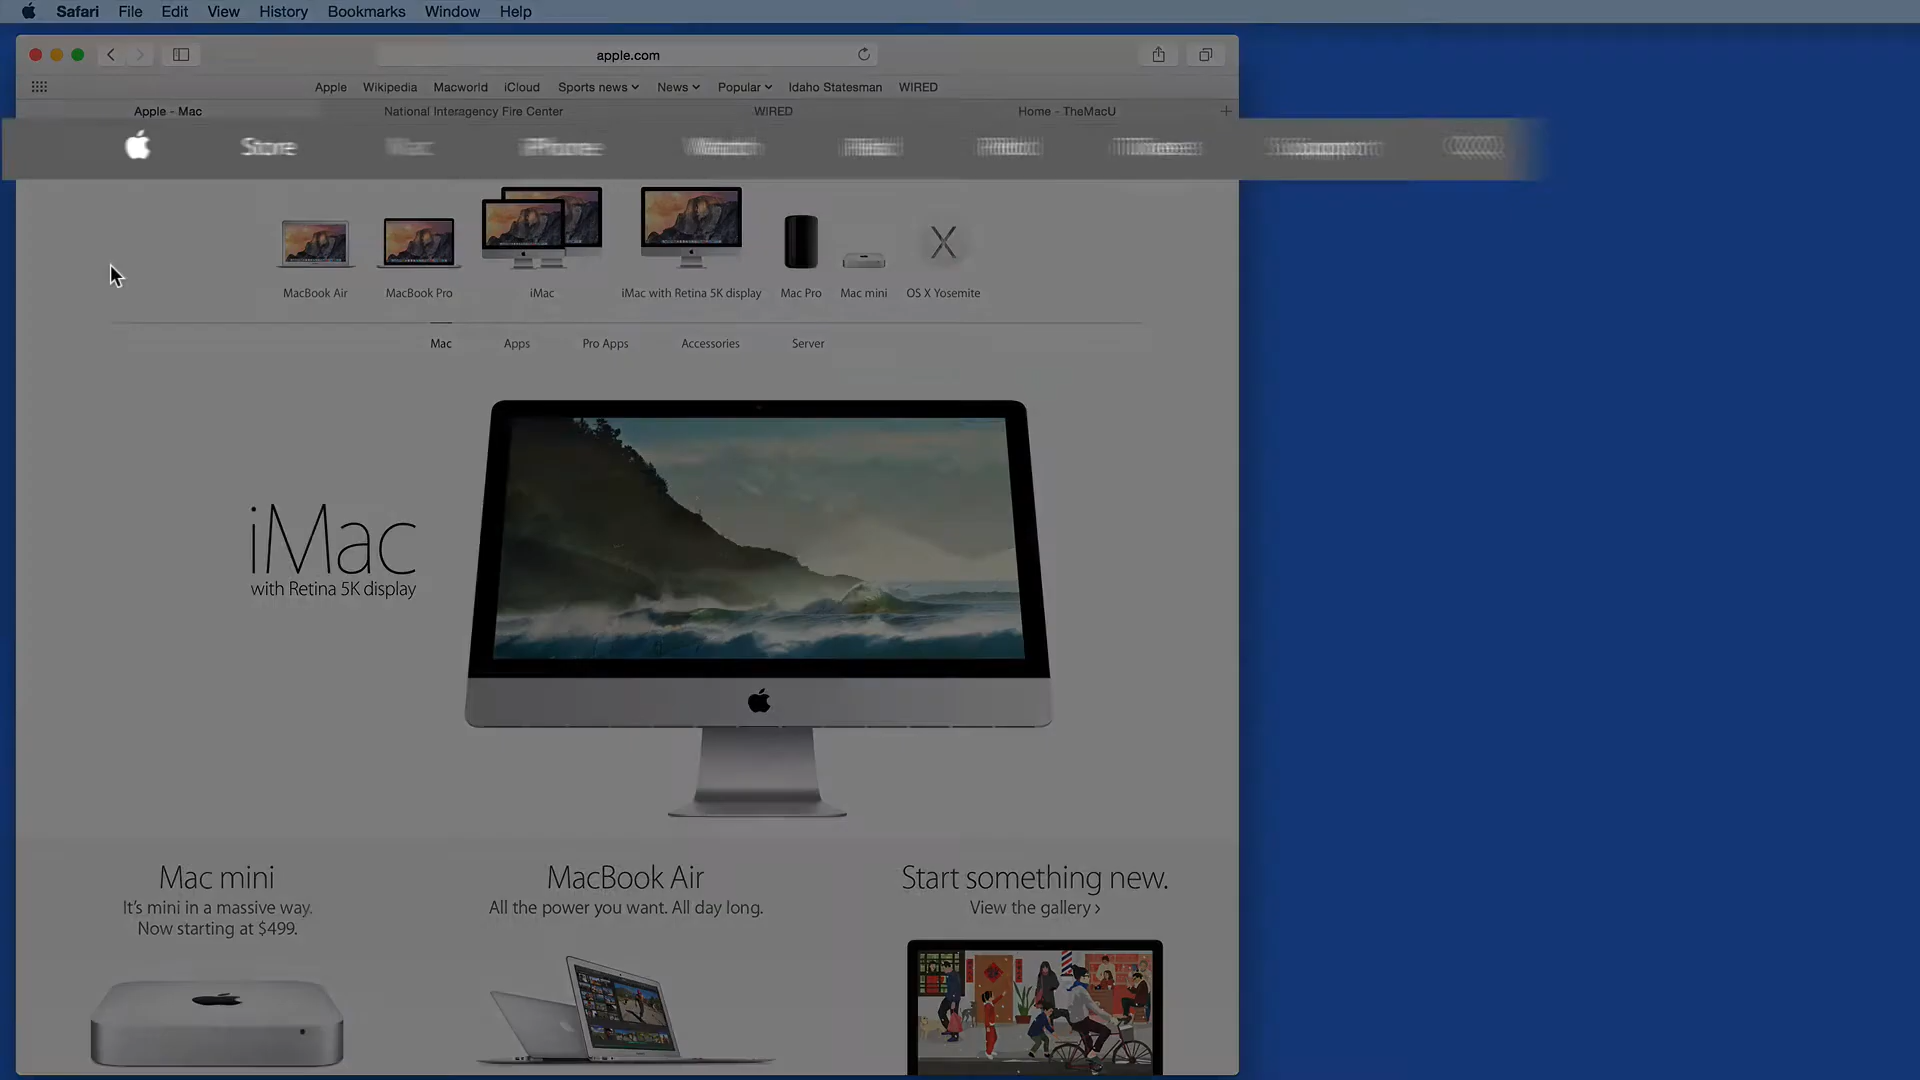 Safari File Edit View History Bookmarks Window Help
apple.com
Apple Wikipedia Macworld iCloud Sports news News Popular Idaho Statesman WIRED
Apple - Mac National Interagency Fire Center WIRED Home - TheMacU
Store Mac iPhone
MacBook Air MacBook Pro iMac iMac with Retina 5K display Mac Pro Mac mini OS X Yosemite
Mac Apps Pro Apps Accessories Server
iMac
with Retina 5K display
Mac mini
It's mini in a massive way.
Now starting at $499.
MacBook Air
All the power you want. All day long.
Start something new.
View the gallery ›